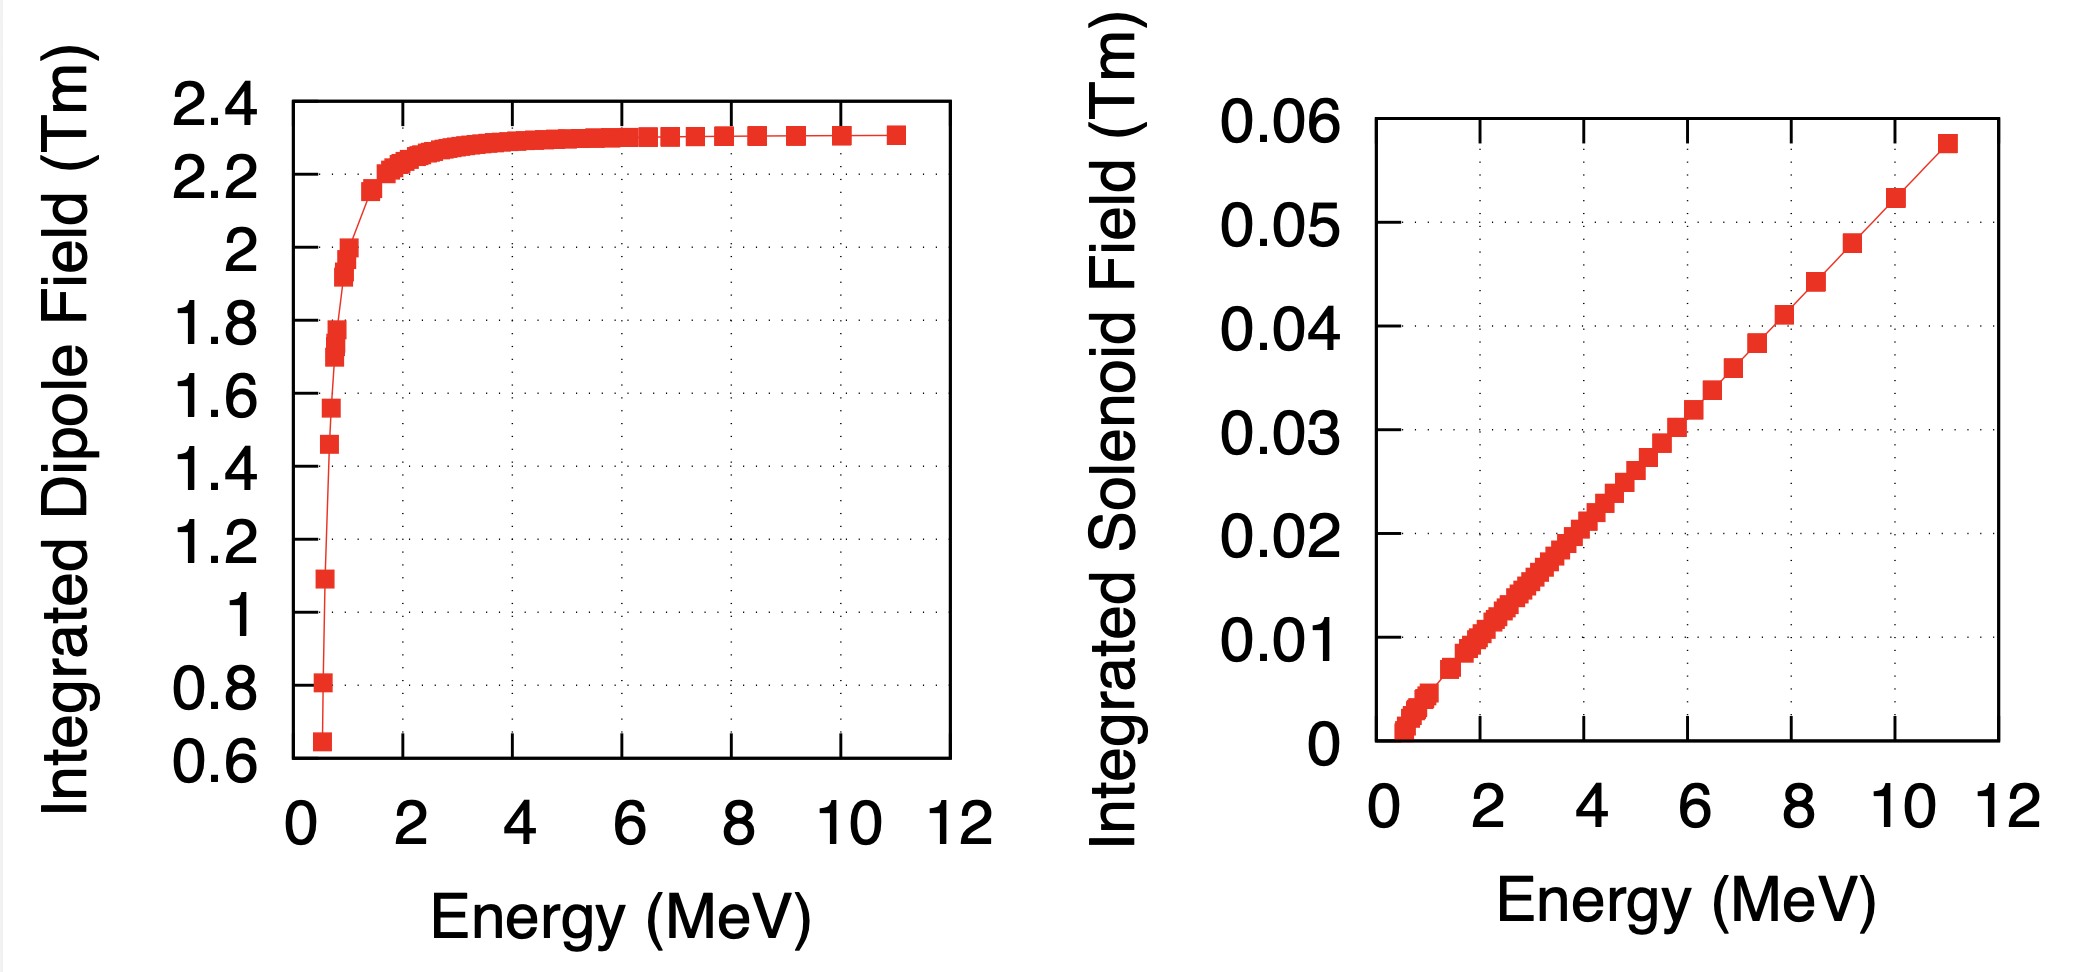 Integrated Dipole Field (Tm)
2.4
2.2
2
1.8
1.6
1.4
1.2
1
0.8
0.6
0 2 4 6 8 10 12
Energy (MeV)
Integrated Solenoid Field (Tm)
0.06
0.05
0.04
0.03
0.02
0.01
0
0 2 4 6 8 10 12
Energy (MeV)